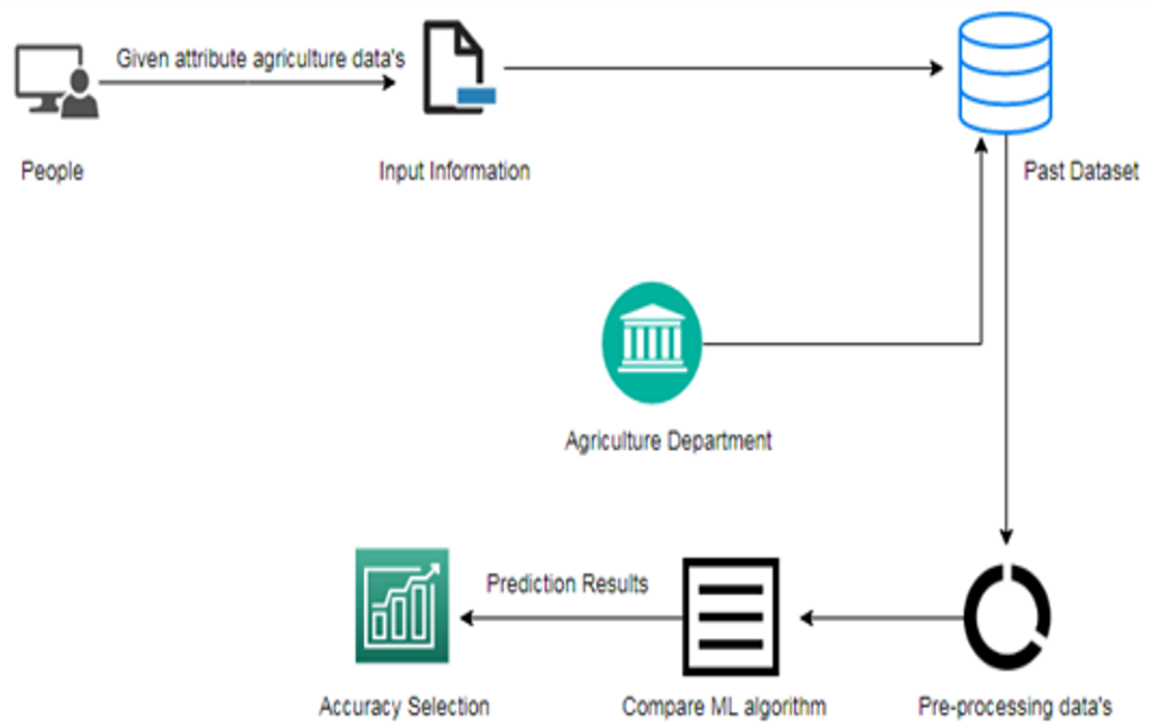 Given attribute agriculture data's
People
Input Information
Past Dataset
Agriculture Department
Prediction Results
Accuracy Selection
Compare ML algorithm
Pre-processing data's